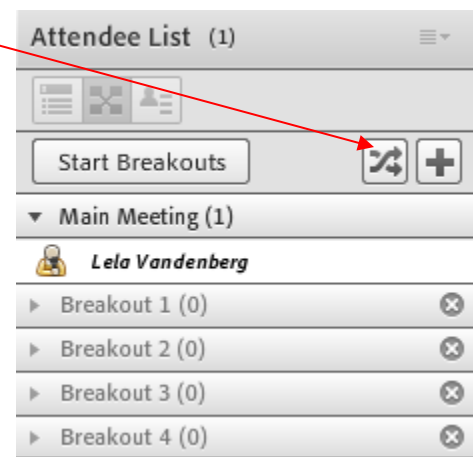 Attendee List (1)
Start Breakouts
Main Meeting (1)
Lela Vandenberg
Breakout 1 (0)
Breakout 2 (0)
Breakout 3 (0)
Breakout 4 (0)